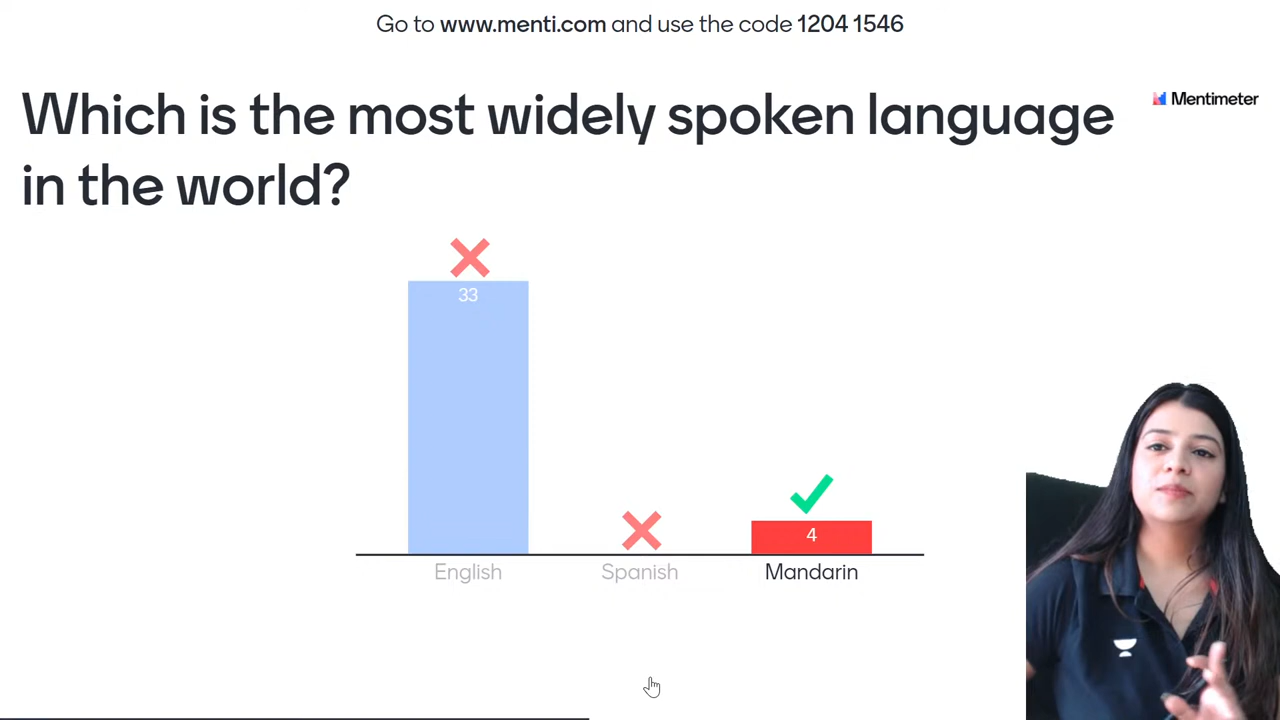 Go to www.menti.com and use the code 1204 1546
Which is the most widely spoken language
in the world?
Mentimeter
33
4
English
Spanish
Mandarin